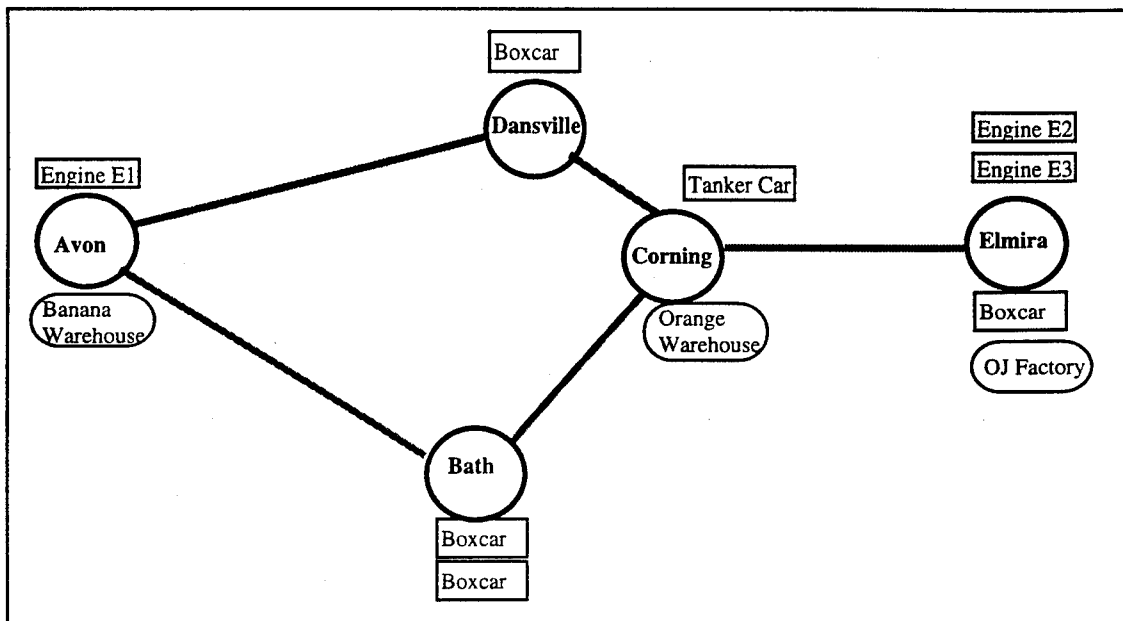 Boxcar
Dansville
Engine E1
Avon
Banana
Warehouse
Tanker Car
Corning
Orange
Warehouse
Engine E2
Engine E3
Elmira
Boxcar
OJ Factory
Bath
Boxcar
Boxcar